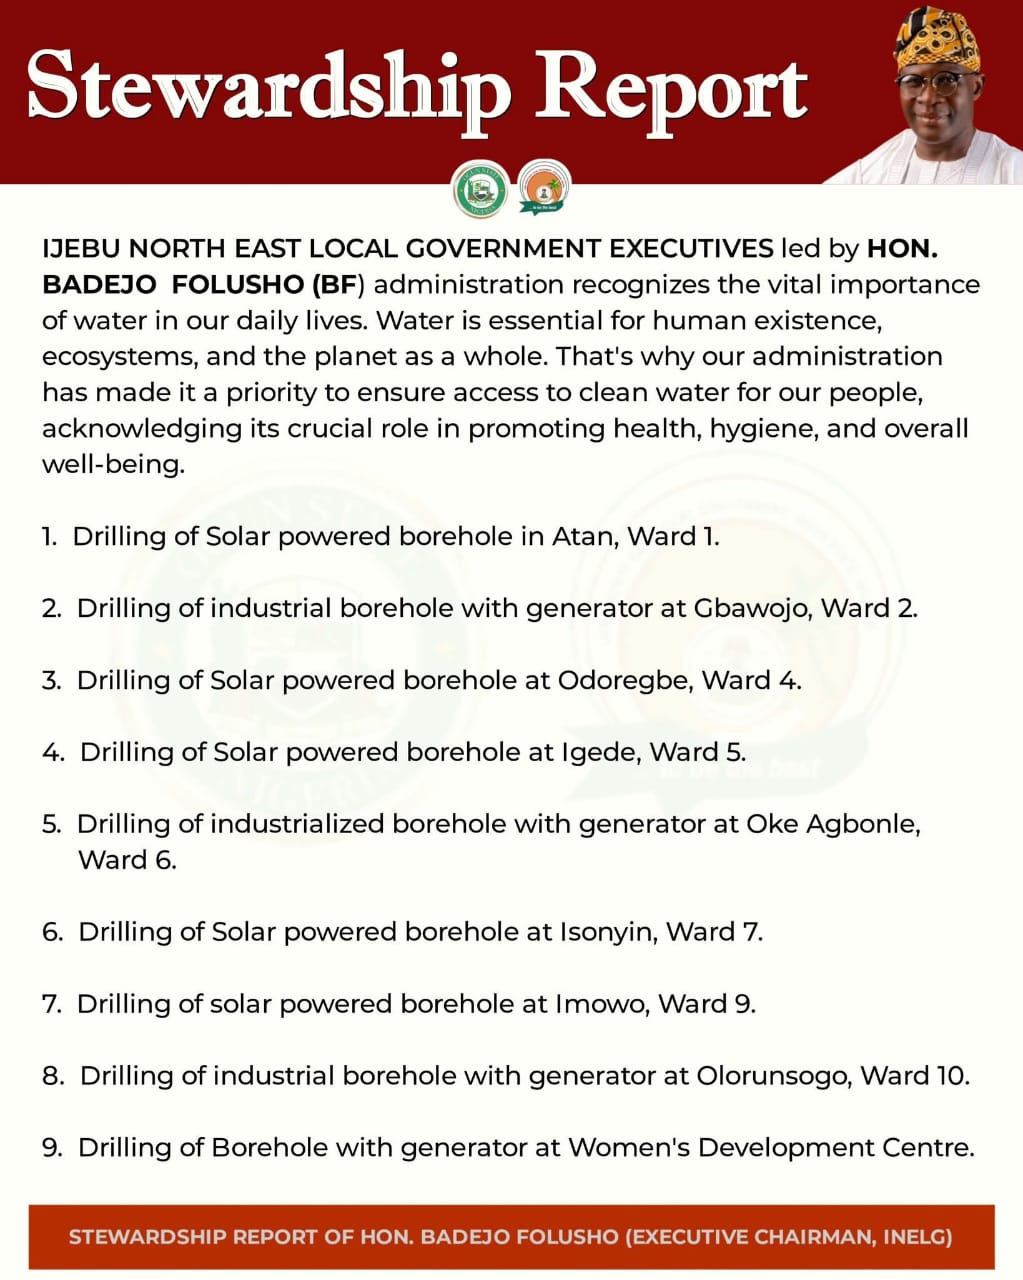 Stewardship Report
IJEBU NORTH EAST LOCAL GOVERNMENT EXECUTIVES led by HON.
BADEJO FOLUSHO (BF) administration recognizes the vital importance
of water in our daily lives. Water is essential for human existence,
ecosystems, and the planet as a whole. That's why our administration
has made it a priority to ensure access to clean water for our people,
acknowledging its crucial role in promoting health, hygiene, and overall
well-being.
1. Drilling of Solar powered borehole in Atan, Ward 1.
2. Drilling of industrial borehole with generator at Gbawojo, Ward 2.
3. Drilling of Solar powered borehole at Odoregbe, Ward 4.
4. Drilling of Solar powered borehole at Igede, Ward 5.
5. Drilling of industrialized borehole with generator at Oke Agbonle,
Ward 6.
6. Drilling of Solar powered borehole at Isonyin, Ward 7.
7. Drilling of solar powered borehole at Imowo, Ward 9.
8. Drilling of industrial borehole with generator at Olorunsogo, Ward 10.
9. Drilling of Borehole with generator at Women's Development Centre.
STEWARDSHIP REPORT OF HON. BADEJO FOLUSHO (EXECUTIVE CHAIRMAN, INELG)